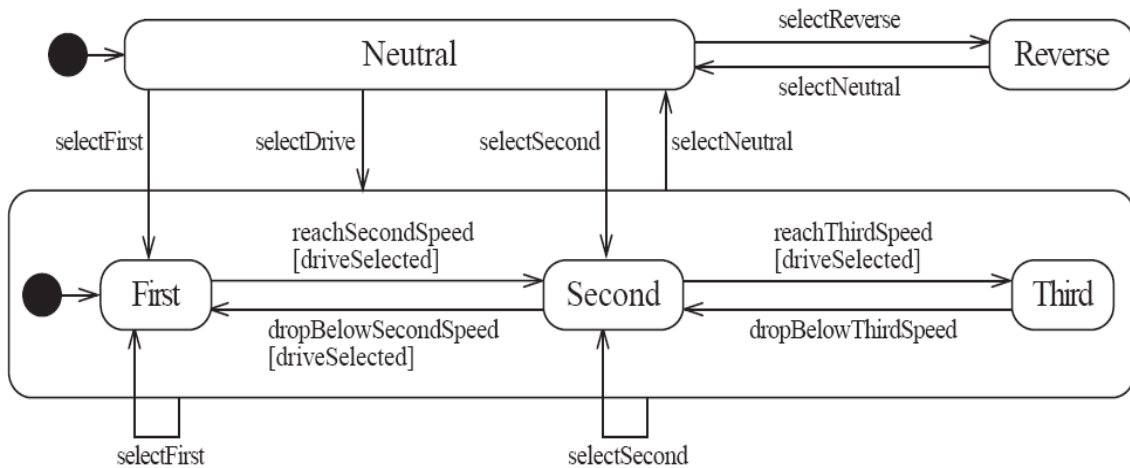 selectReverse
Neutral
Reverse
selectNeutral
selectFirst
selectDrive
selectSecond
selectNeutral
reachSecondSpeed
[driveSelected]
reachThirdSpeed
[driveSelected]
First
Second
Third
dropBelowSecondSpeed
[driveSelected]
dropBelowThirdSpeed
selectFirst
selectSecond